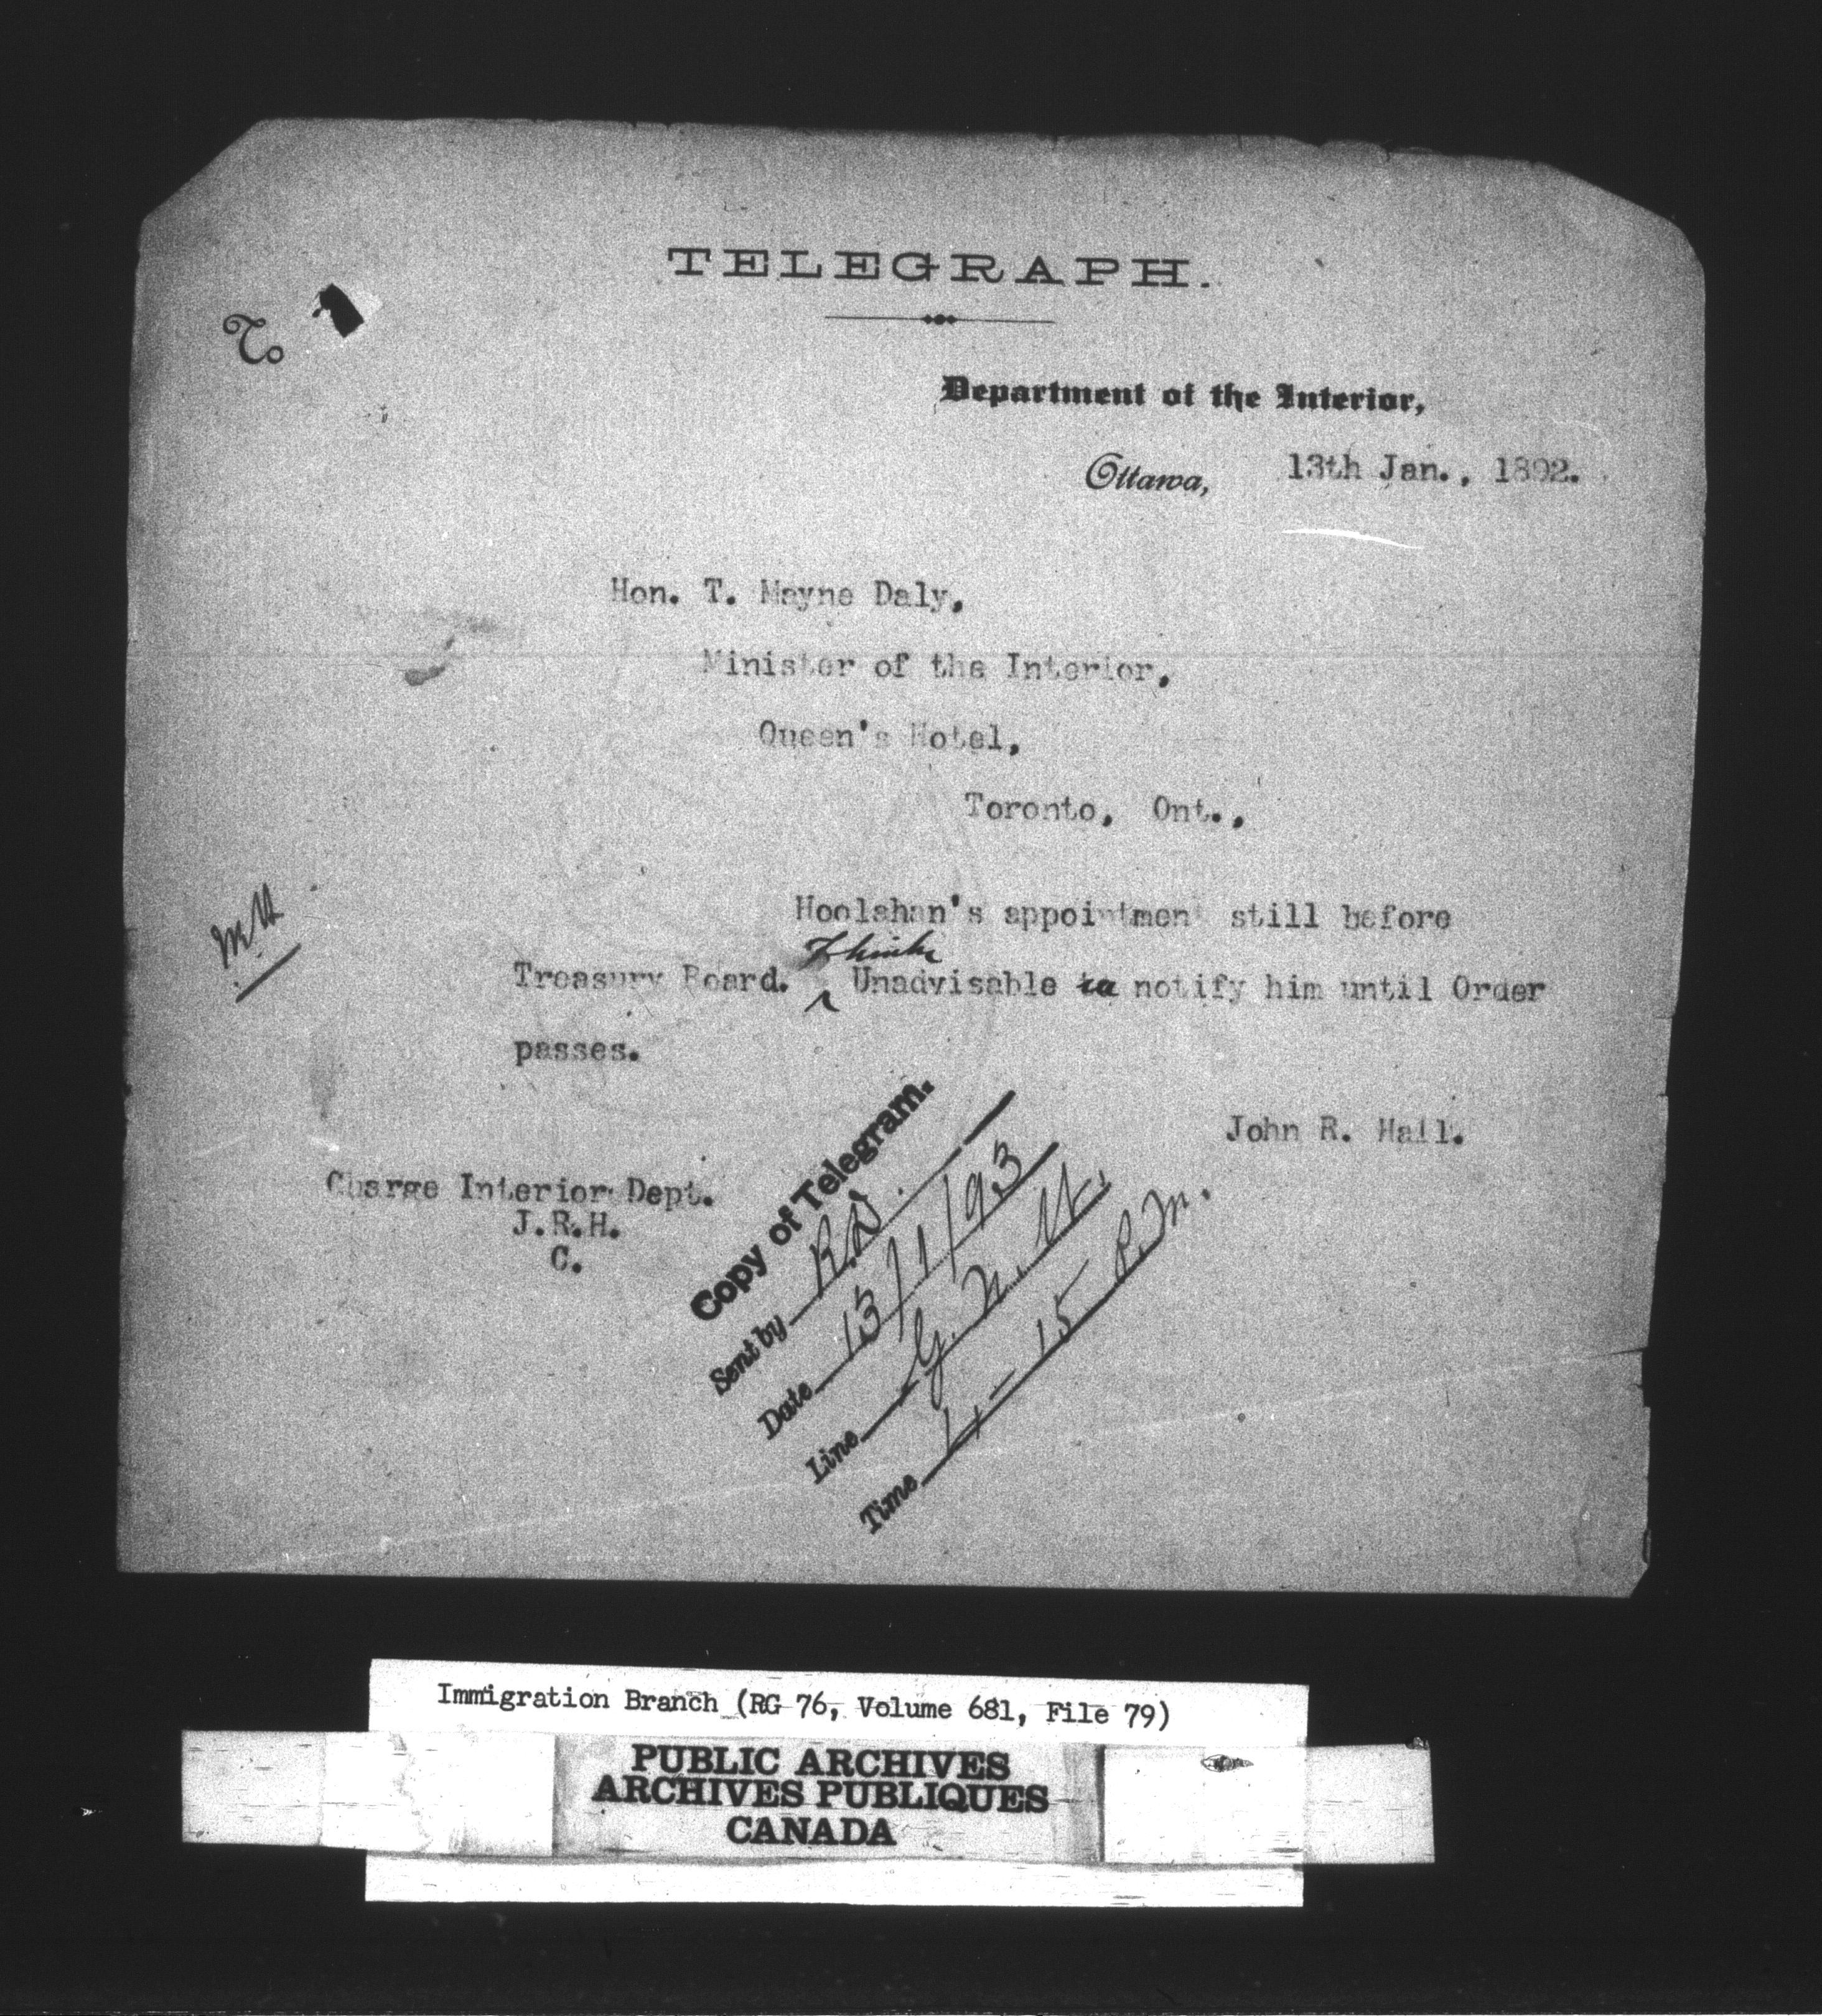 TELEGRAPH.
To
Department of the Interior,
Ottawa, 13th Jan., 1892.
Hon. T. Mayne Daly,
Minister of the Interior,
Queen's Hotel,
Toronto, Ont.,
Hoolahan's appointment still before
Think
Treasury Board. ^ Unadvisable to notify him until Order
passes.
John R. Hall.
Charge Interior Dept.
J.R.H.
C.
Copy of Telegram.
Sent by
Date 13/1/93
Line G. N. W.
Time 15 P.M.
Immigration Branch (RG 76, Volume 681, File 79)
PUBLIC ARCHIVES
ARCHIVES PUBLIQUES
CANADA